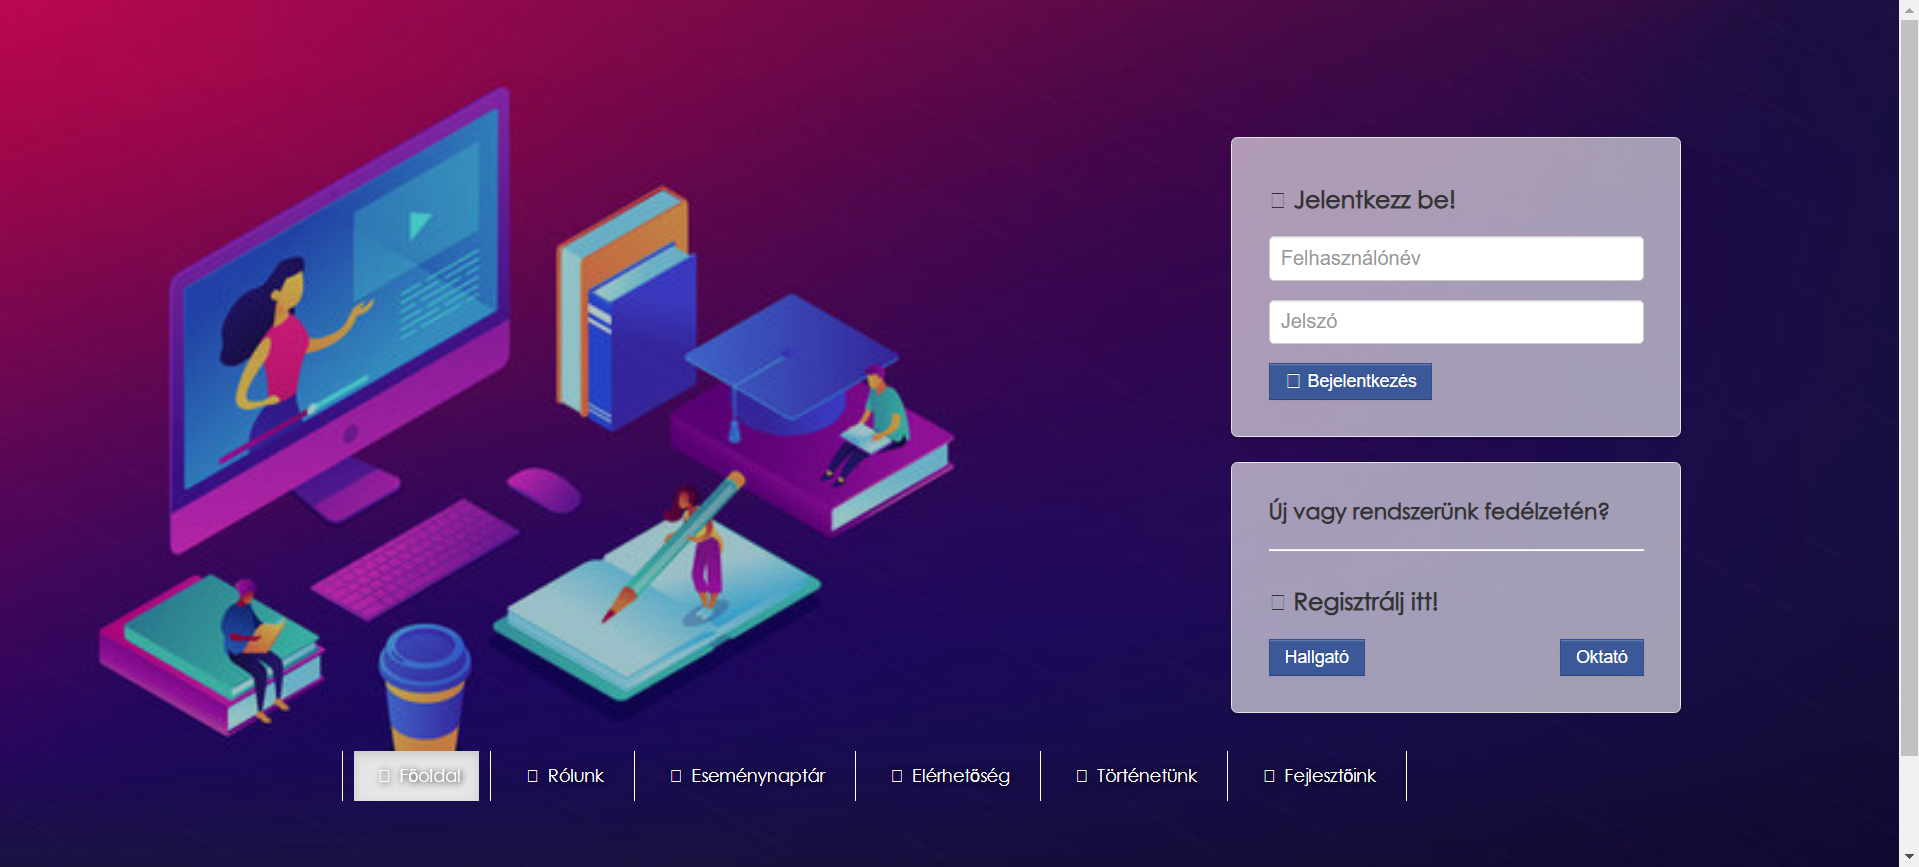 Jelentkezz be!
Felhasználónév
Jelszó
Bejelentkezés
Új vagy rendszerünk fedélzetén?
Regisztrálj itt!
Hallgató Oktató
Főoldal Rólunk Eseménynaptár Elérhetőség Történetünk Fejlesztőink